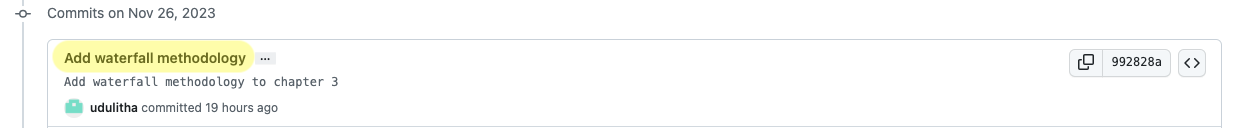 Commits on Nov 26, 2023
Add waterfall methodology ...
992828a
Add waterfall methodology to chapter 3
udulitha committed 19 hours ago